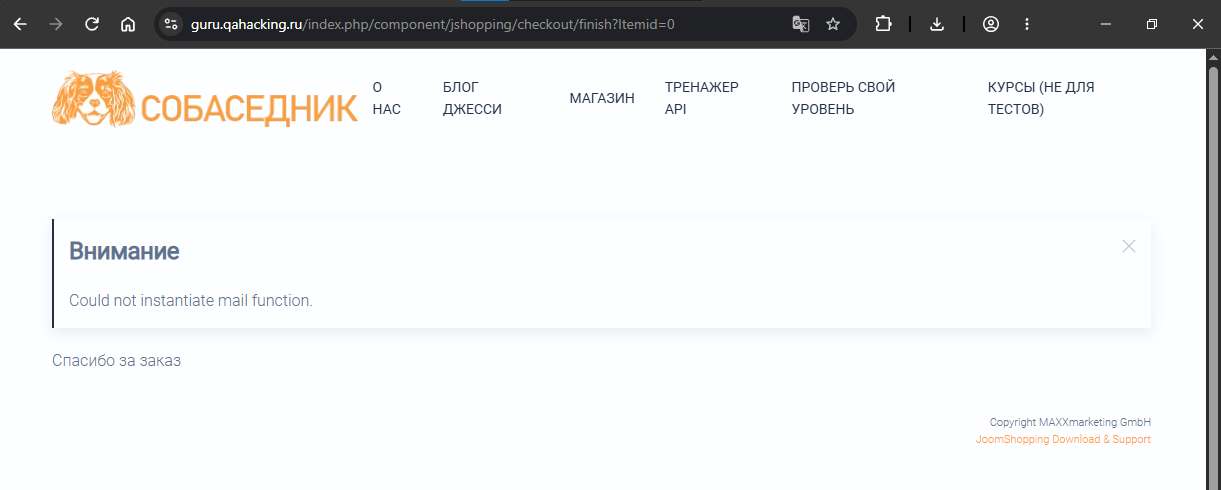 guru.qahacking.ru/index.php/component/jshopping/checkout/finish?Itemid=0
СОБАСЕДНИК
О НАС
БЛОГ ДЖЕССИ
МАГАЗИН
ТРЕНАЖЕР API
ПРОВЕРЬ СВОЙ УРОВЕНЬ
КУРСЫ (НЕ ДЛЯ ТЕСТОВ)
Внимание
Could not instantiate mail function.
Спасибо за заказ
Copyright MAXXmarketing GmbH
JoomShopping Download & Support